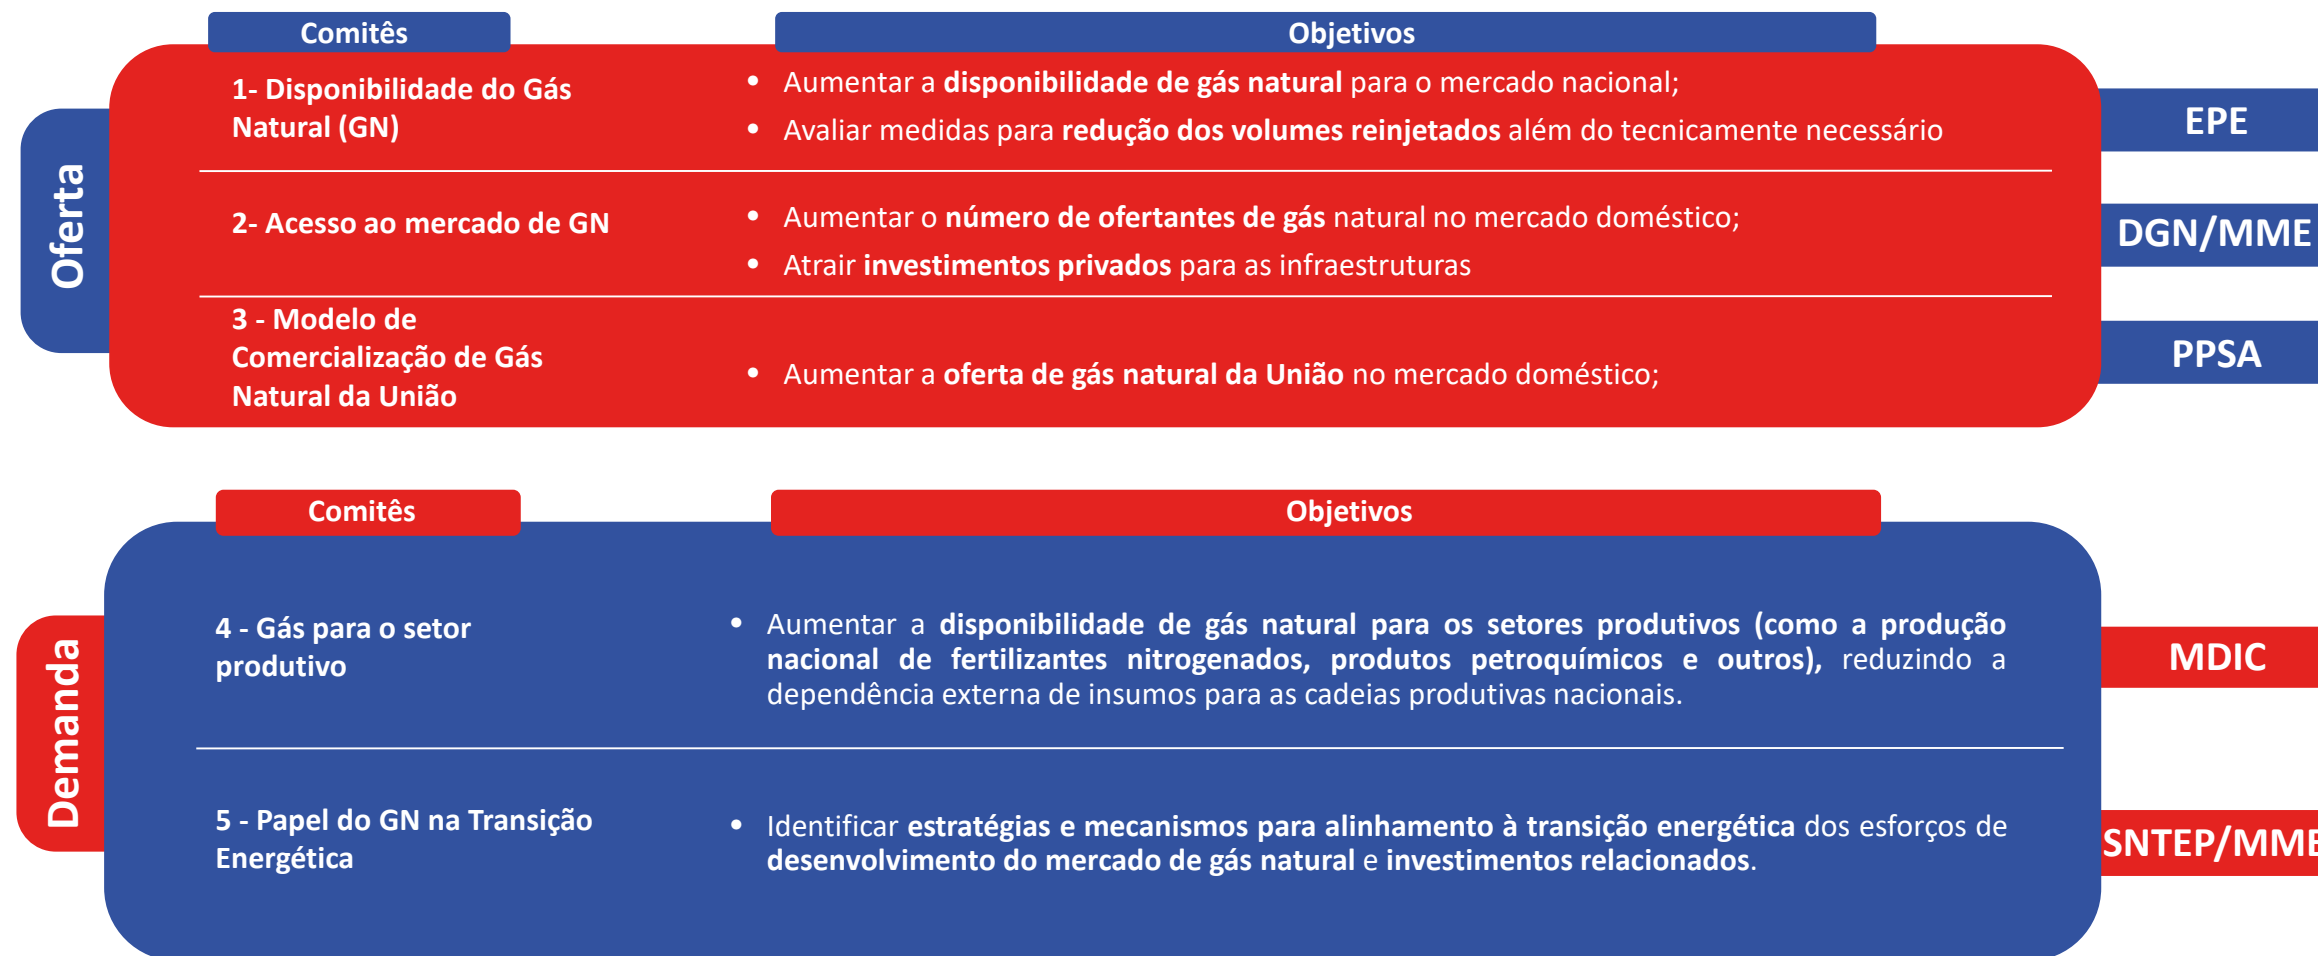 Comitês
Objetivos
Oferta
1- Disponibilidade do Gás
Natural (GN)
• Aumentar a disponibilidade de gás natural para o mercado nacional;
• Avaliar medidas para redução dos volumes reinjetados além do tecnicamente necessário
EPE
2- Acesso ao mercado de GN
• Aumentar o número de ofertantes de gás natural no mercado doméstico;
• Atrair investimentos privados para as infraestruturas
DGN/MME
3 - Modelo de
Comercialização de Gás
Natural da União
• Aumentar a oferta de gás natural da União no mercado doméstico;
PPSA
Comitês
Objetivos
Demanda
4 - Gás para o setor
produtivo
• Aumentar a disponibilidade de gás natural para os setores produtivos (como a produção
nacional de fertilizantes nitrogenados, produtos petroquímicos e outros), reduzindo a
dependência externa de insumos para as cadeias produtivas nacionais.
MDIC
5 - Papel do GN na Transição
Energética
• Identificar estratégias e mecanismos para alinhamento à transição energética dos esforços de
desenvolvimento do mercado de gás natural e investimentos relacionados.
SNTEP/MME